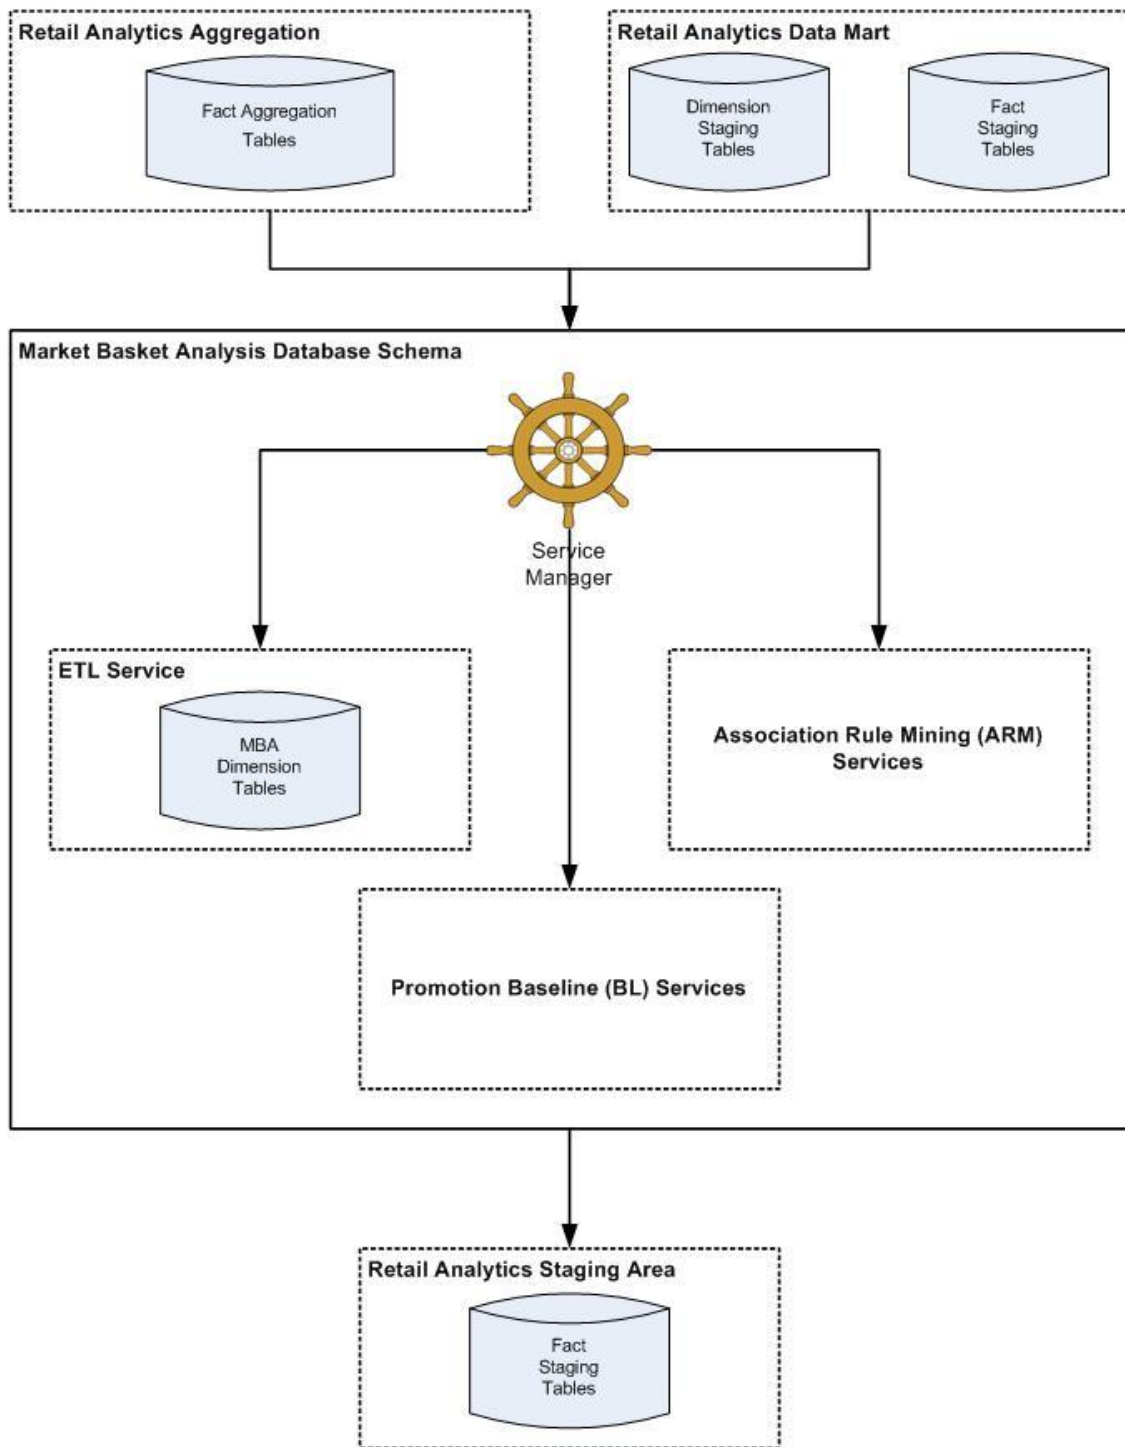 Retail Analytics Aggregation
Fact Aggregation
Tables
Retail Analytics Data Mart
Dimension
Staging
Tables
Fact
Staging
Tables
Market Basket Analysis Database Schema
Service
Manager
ETL Service
MBA
Dimension
Tables
Association Rule Mining (ARM)
Services
Promotion Baseline (BL) Services
Retail Analytics Staging Area
Fact
Staging
Tables